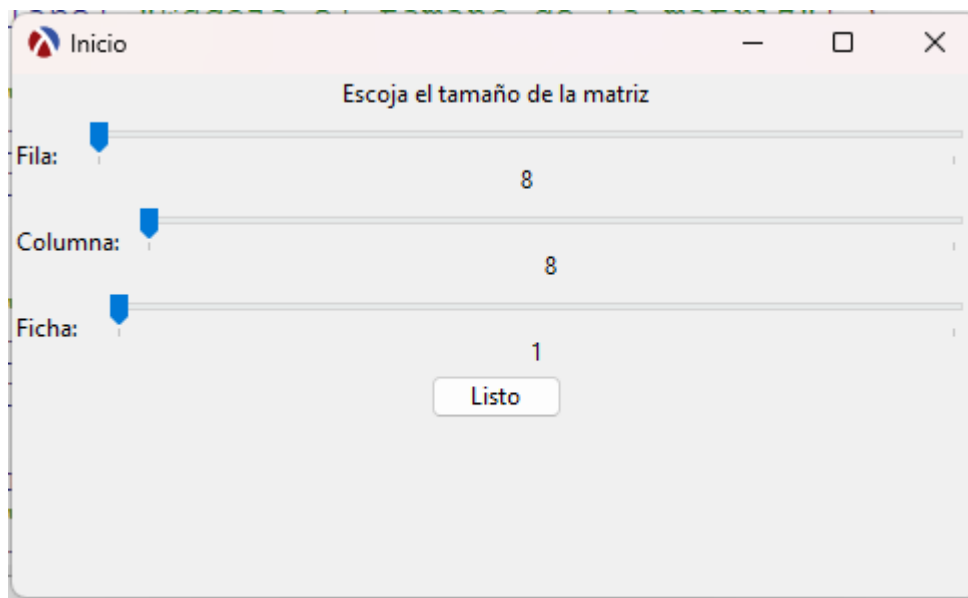 Inicio
Escoja el tamaño de la matriz
Fila:
8
Columna:
8
Ficha:
1
Listo